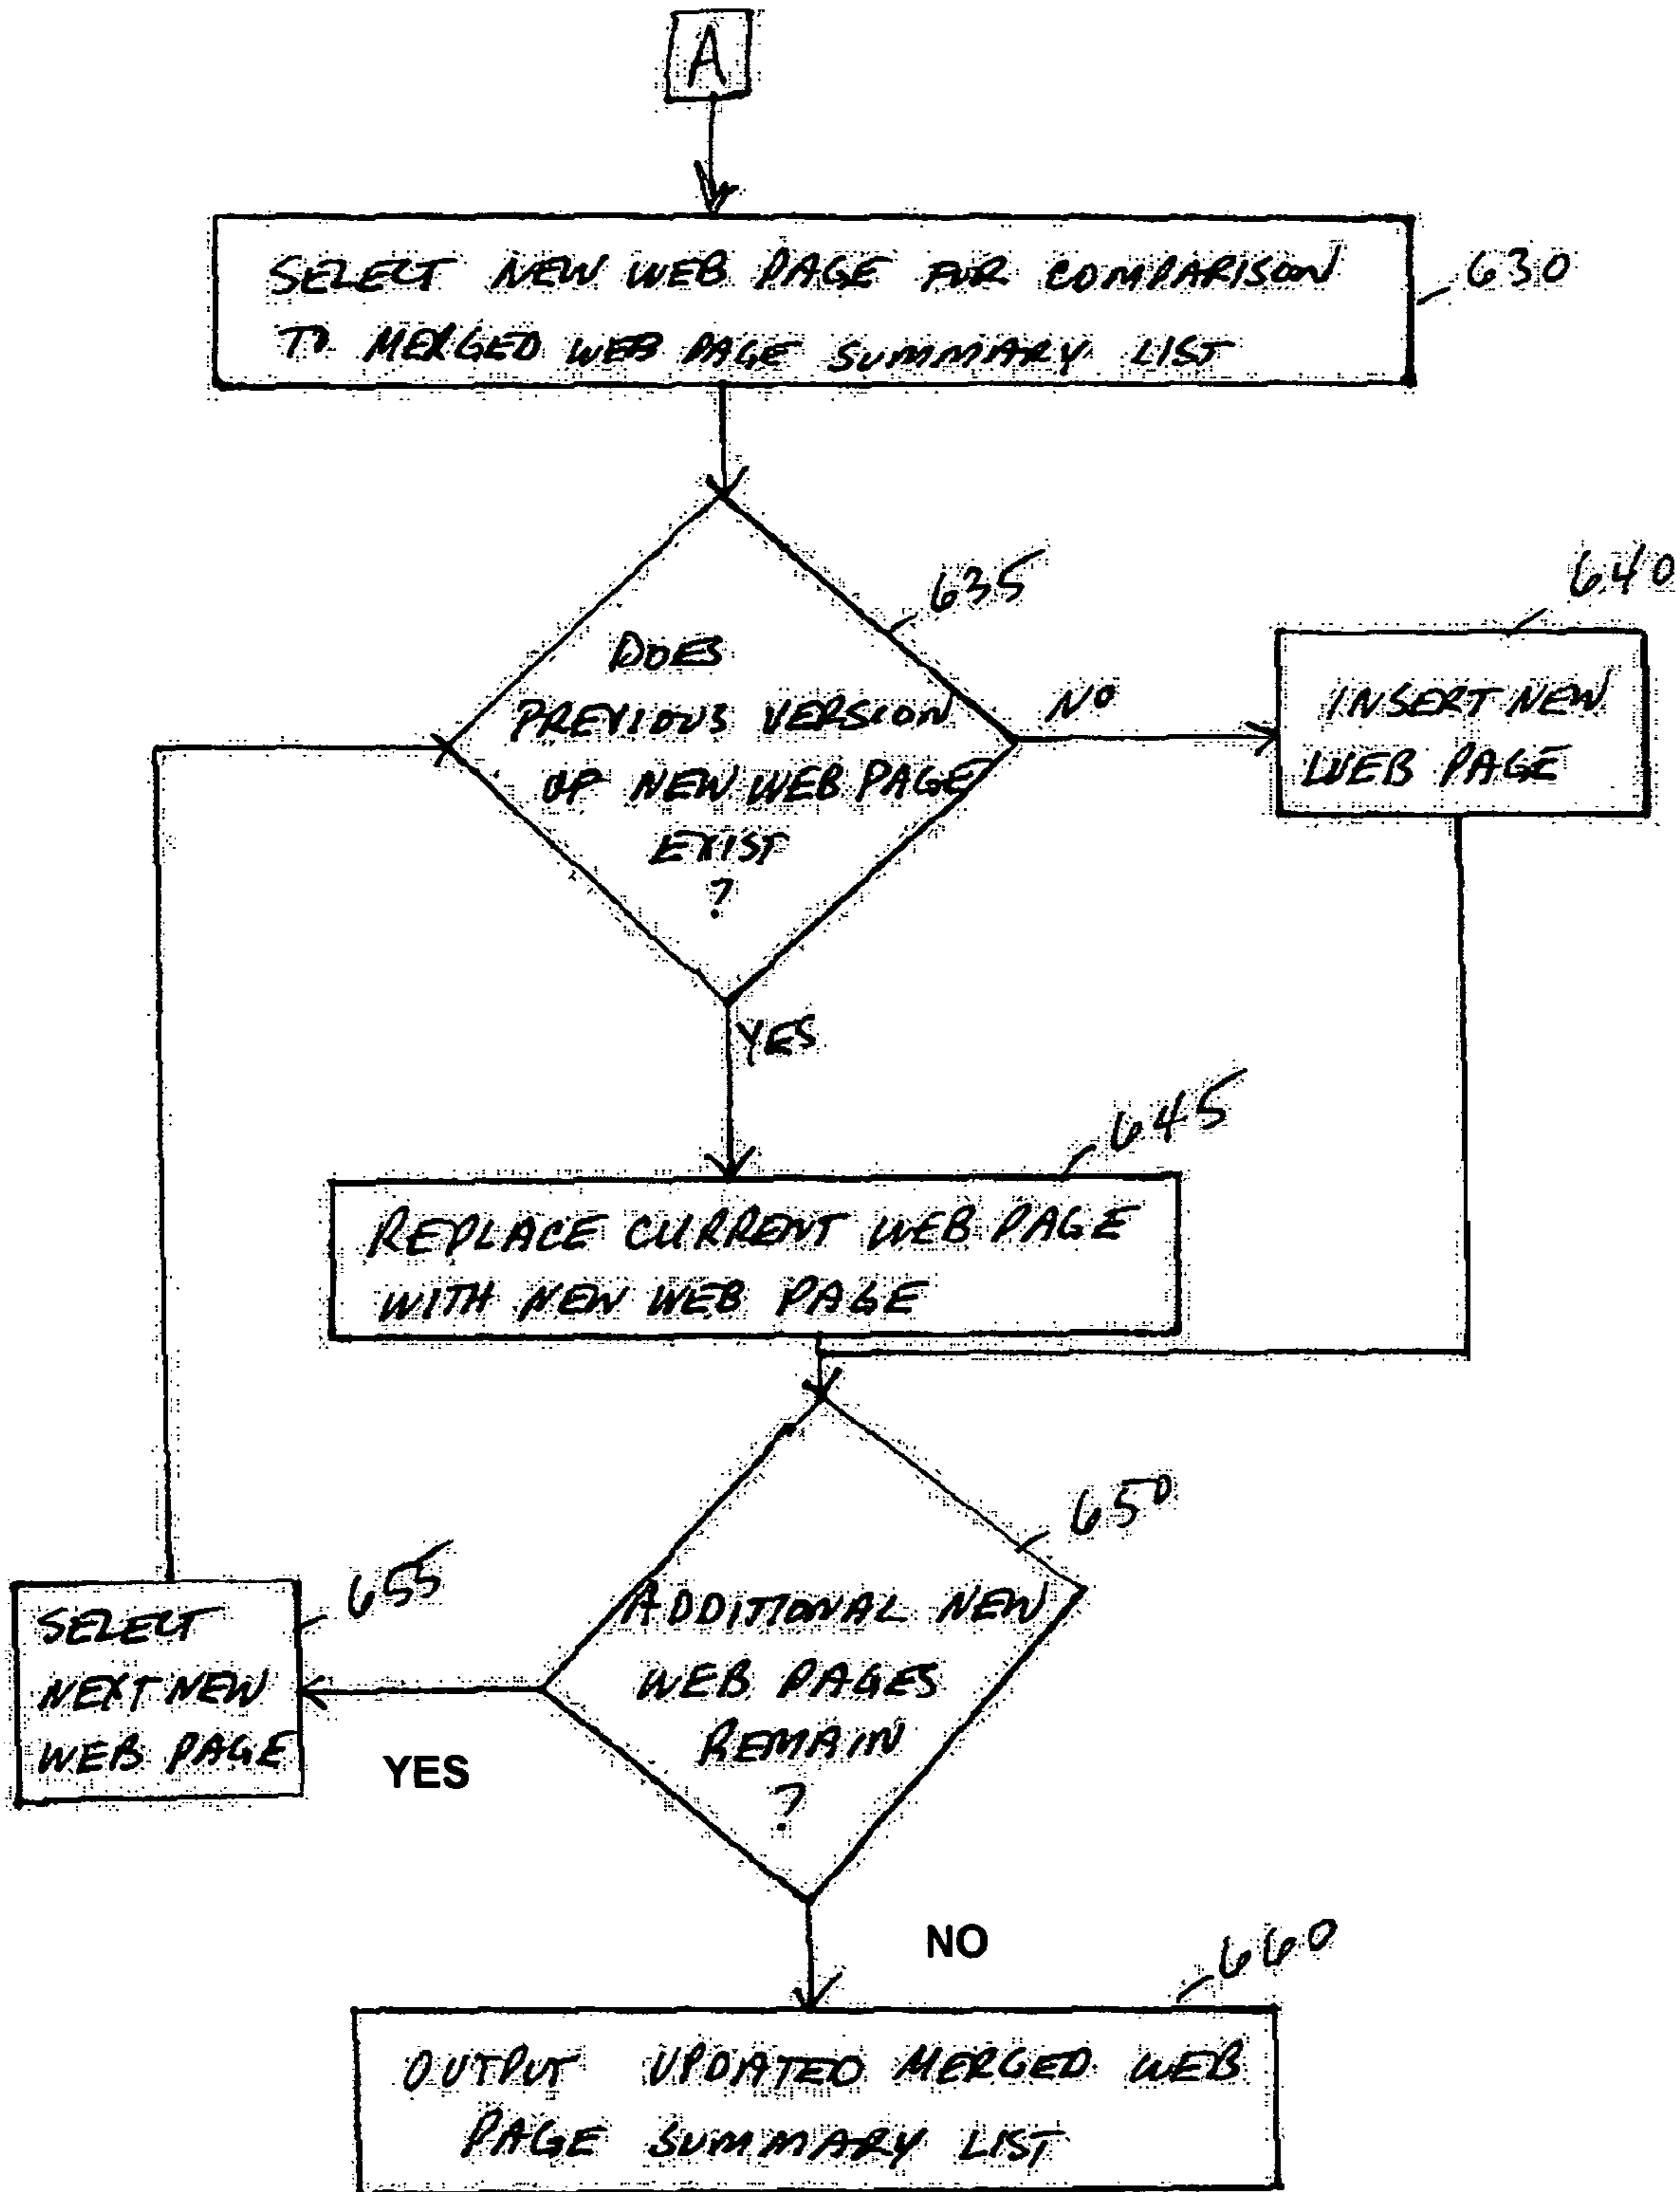 A
SELECT NEW WEB PAGE FOR COMPARISON
TO MERGED WEB PAGE SUMMARY LIST
630
DOES
PREVIOUS VERSION
OF NEW WEB PAGE
EXIST
?
635
NO
640
INSERT NEW
WEB PAGE
YES
645
REPLACE CURRENT WEB PAGE
WITH NEW WEB PAGE
650
ADDITIONAL NEW
WEB PAGES
REMAIN
?
655
SELECT
NEXT NEW
WEB PAGE
YES
NO
660
OUTPUT UPDATED MERGED WEB
PAGE SUMMARY LIST